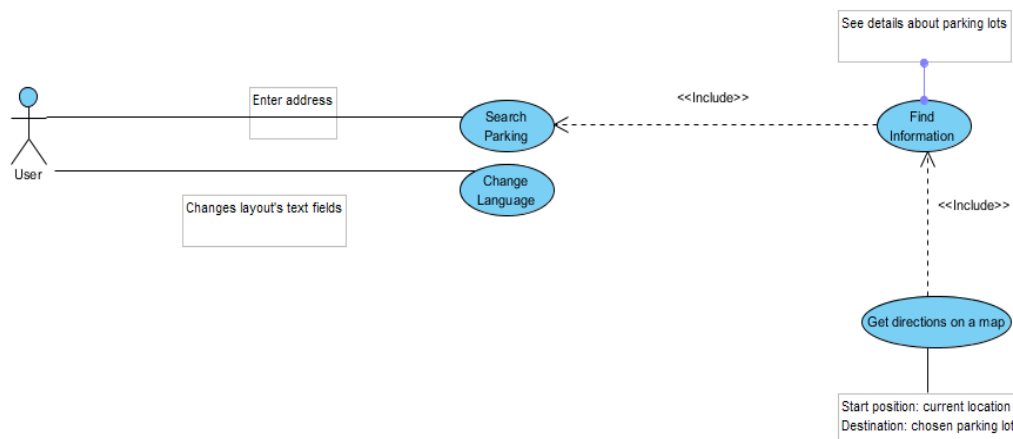 See details about parking lots
Enter address
<<Include>>
Search
Parking
Find
Information
User
Change
Language
Changes layout's text fields
<<Include>>
Get directions on a map
Start position: current location
Destination: chosen parking lot